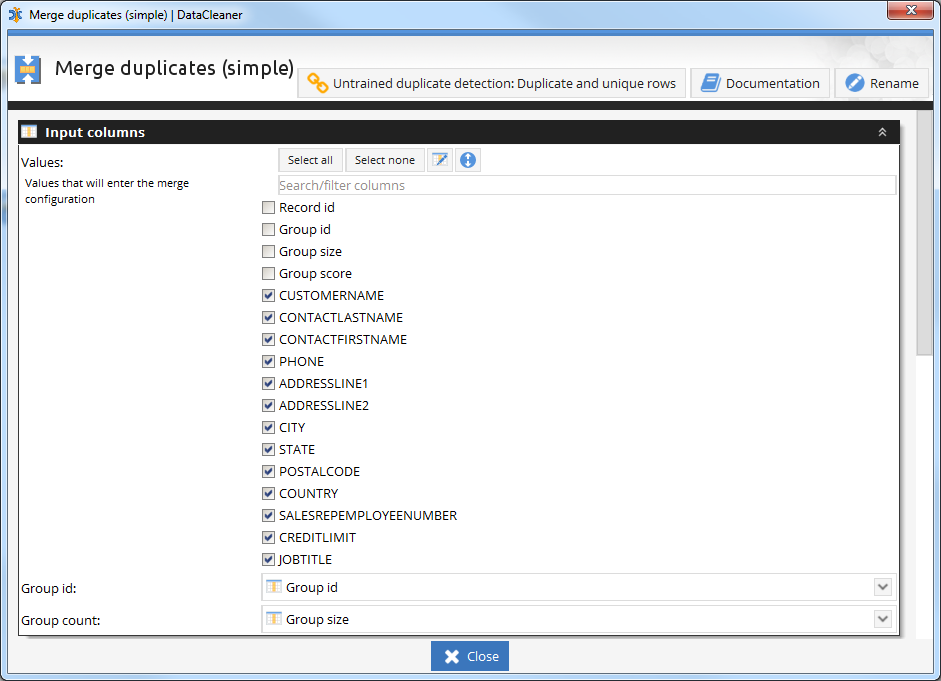 Merge duplicates (simple) | DataCleaner
Merge duplicates (simple)
Untrained duplicate detection: Duplicate and unique rows
Documentation
Rename
Input columns
Values:
Select all
Select none
Values that will enter the merge
configuration
Search/filter columns
Record id
Group id
Group size
Group score
CUSTOMERNAME
CONTACTLASTNAME
CONTACTFIRSTNAME
PHONE
ADDRESSLINE1
ADDRESSLINE2
CITY
STATE
POSTALCODE
COUNTRY
SALESREPEMPLOYEENUMBER
CREDITLIMIT
JOBTITLE
Group id:
Group id
Group count:
Group size
Close